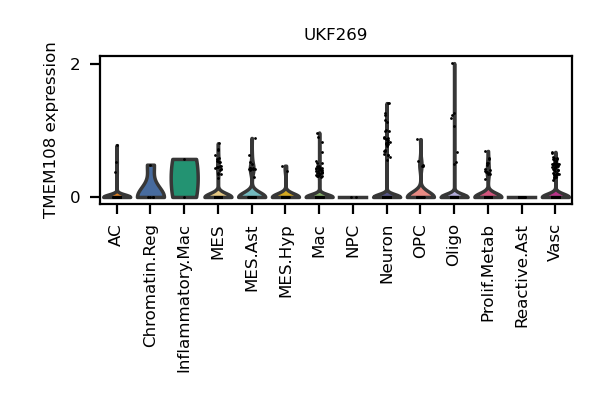 UKF269
TMEM108 expression
2
0
AC
Chromatin.Reg
Inflammatory.Mac
MES
MES.Ast
MES.Hyp
Mac
NPC
Neuron
OPC
Oligo
Prolif.Metab
Reactive.Ast
Vasc